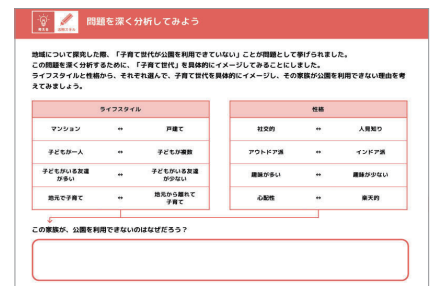 問題を深く分析してみよう
地域について探究した際、「子育て世代が公園を利用できていない」ことが問題として挙げられました。
この問題を深く分析するために、「子育て世代」を具体的にイメージしてみることにしました。
ライフスタイルと性格から、それぞれ選んで、子育て世代を具体的にイメージし、その家族が公園を利用できない理由を考
えてみましょう。
ライフスタイル
マンション ↔ 戸建て
子どもが一人 ↔ 子どもが複数
子どもがいる友達
が多い ↔ 子どもがいる友達
が少ない
地元で子育て ↔ 地元から離れて
子育て
性格
社交的 ↔ 人見知り
アウトドア派 ↔ インドア派
趣味が多い ↔ 趣味が少ない
心配性 ↔ 楽天的
この家族が、公園を利用できないのはなぜだろう？